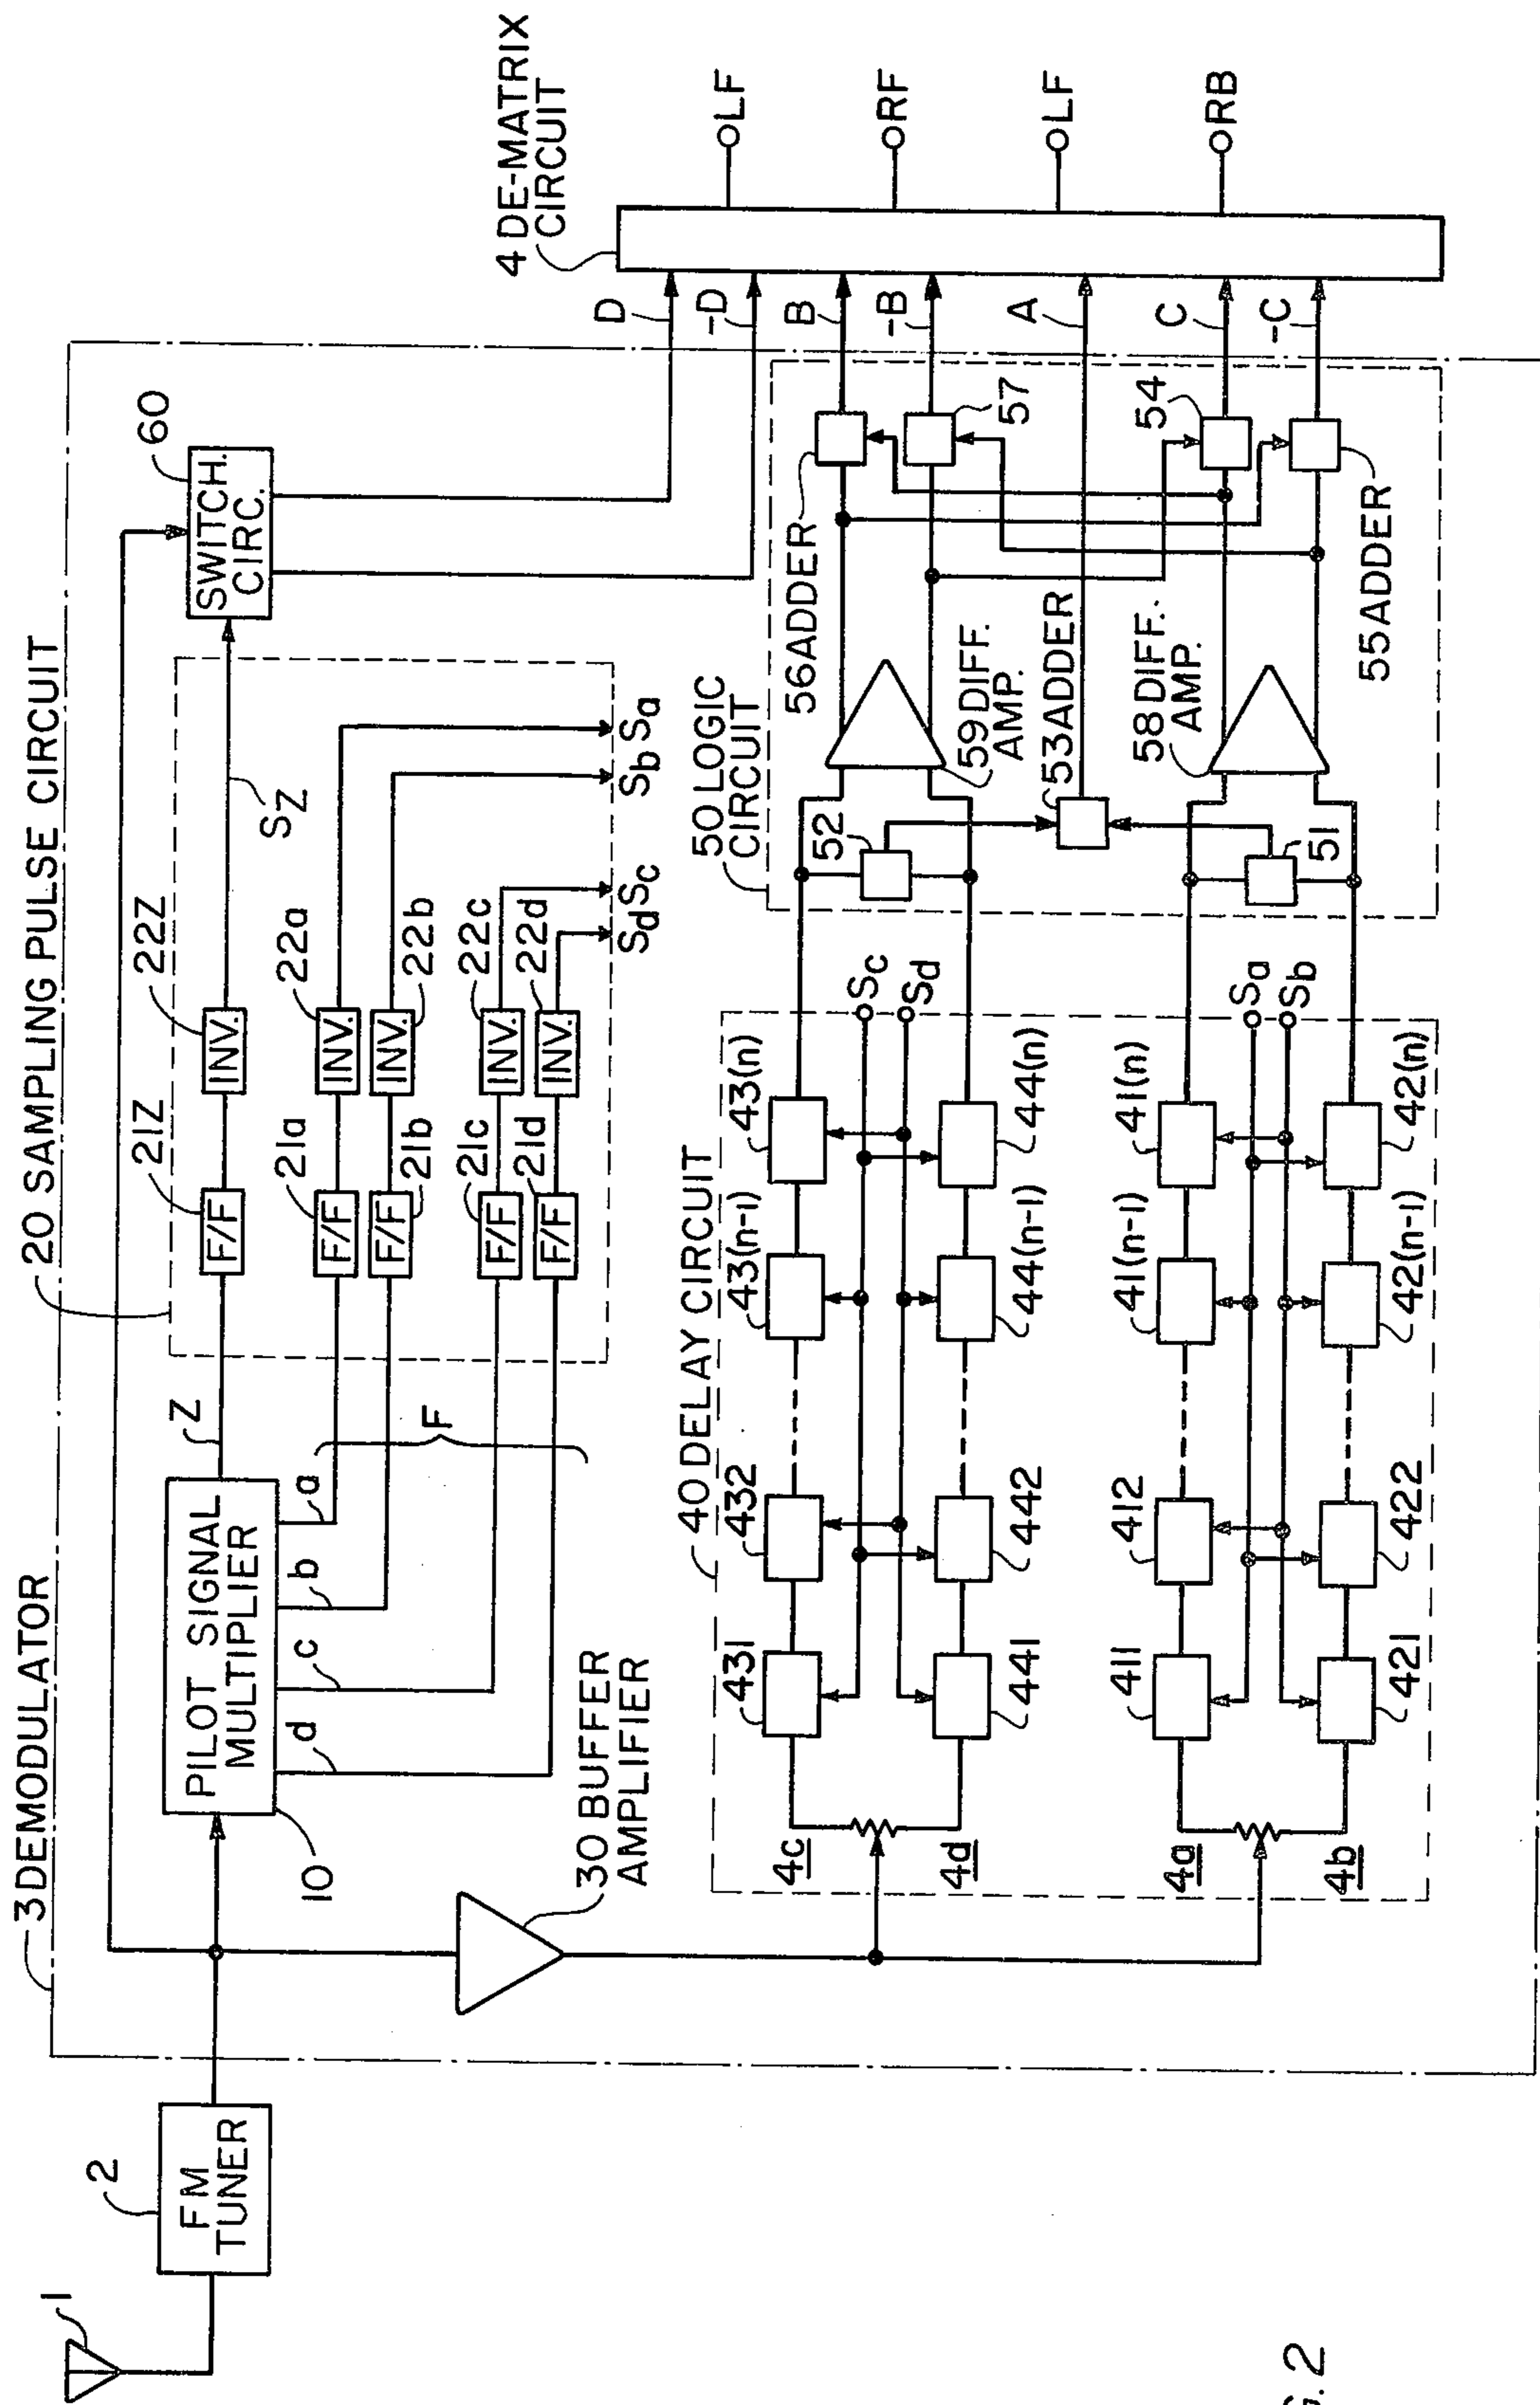 1
2
FM
TUNER
3 DEMODULATOR
10
PILOT SIGNAL
MULTIPLIER
Z
a
b
c
d
F
20 SAMPLING PULSE CIRCUIT
21Z
F/F
22Z
INV.
SZ
21a
F/F
22a
INV.
21b
F/F
22b
INV.
21c
F/F
22c
INV.
21d
F/F
22d
INV.
Sd
Sc
Sb
Sa
60
SWITCH.
CIRC.
30 BUFFER
AMPLIFIER
40 DELAY CIRCUIT
4c
431
432
43(n-1)
43(n)
Sc
Sd
4d
441
442
44(n-1)
44(n)
4a
411
412
41(n-1)
41(n)
Sa
Sb
4b
421
422
42(n-1)
42(n)
50 LOGIC
CIRCUIT
52
51
53 ADDER
59 DIFF.
AMP.
58 DIFF.
AMP.
56 ADDER
57
54
55 ADDER
D
-D
B
-B
A
C
-C
4 DE-MATRIX
CIRCUIT
LF
RF
LF
RB
G. 2